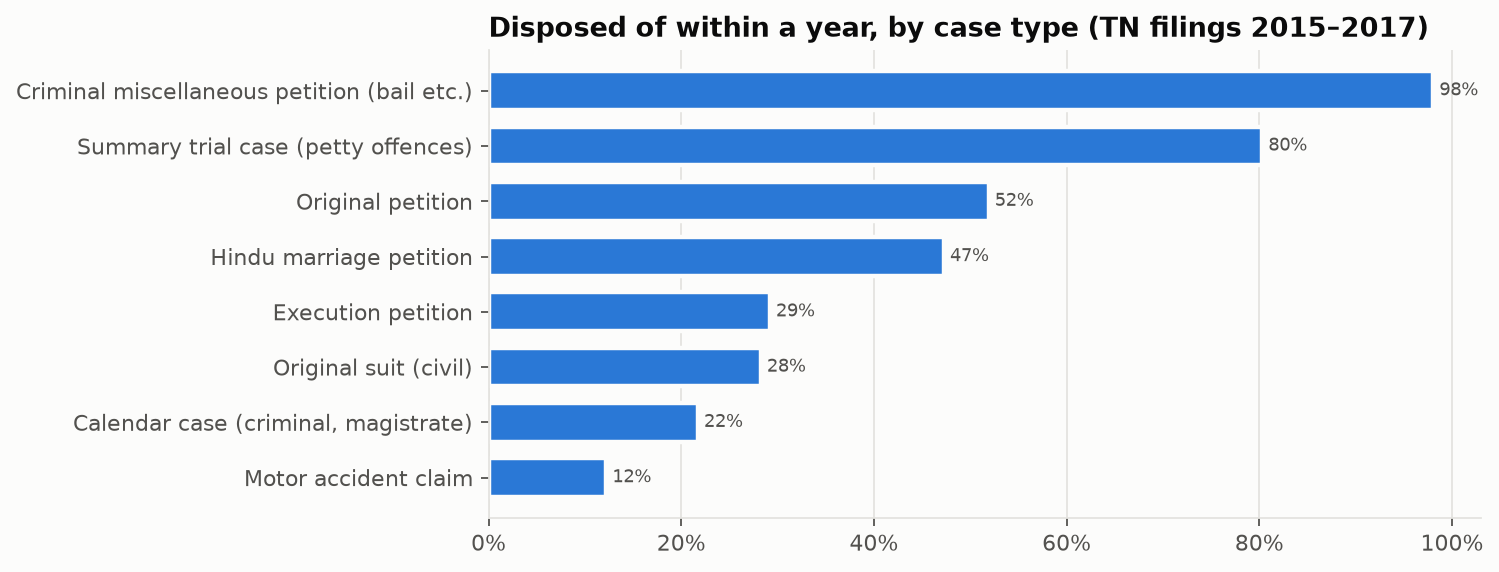 Disposed of within a year, by case type (TN filings 2015–2017)
Criminal miscellaneous petition (bail etc.) 98%
Summary trial case (petty offences) 80%
Original petition 52%
Hindu marriage petition 47%
Execution petition 29%
Original suit (civil) 28%
Calendar case (criminal, magistrate) 22%
Motor accident claim 12%
0% 20% 40% 60% 80% 100%